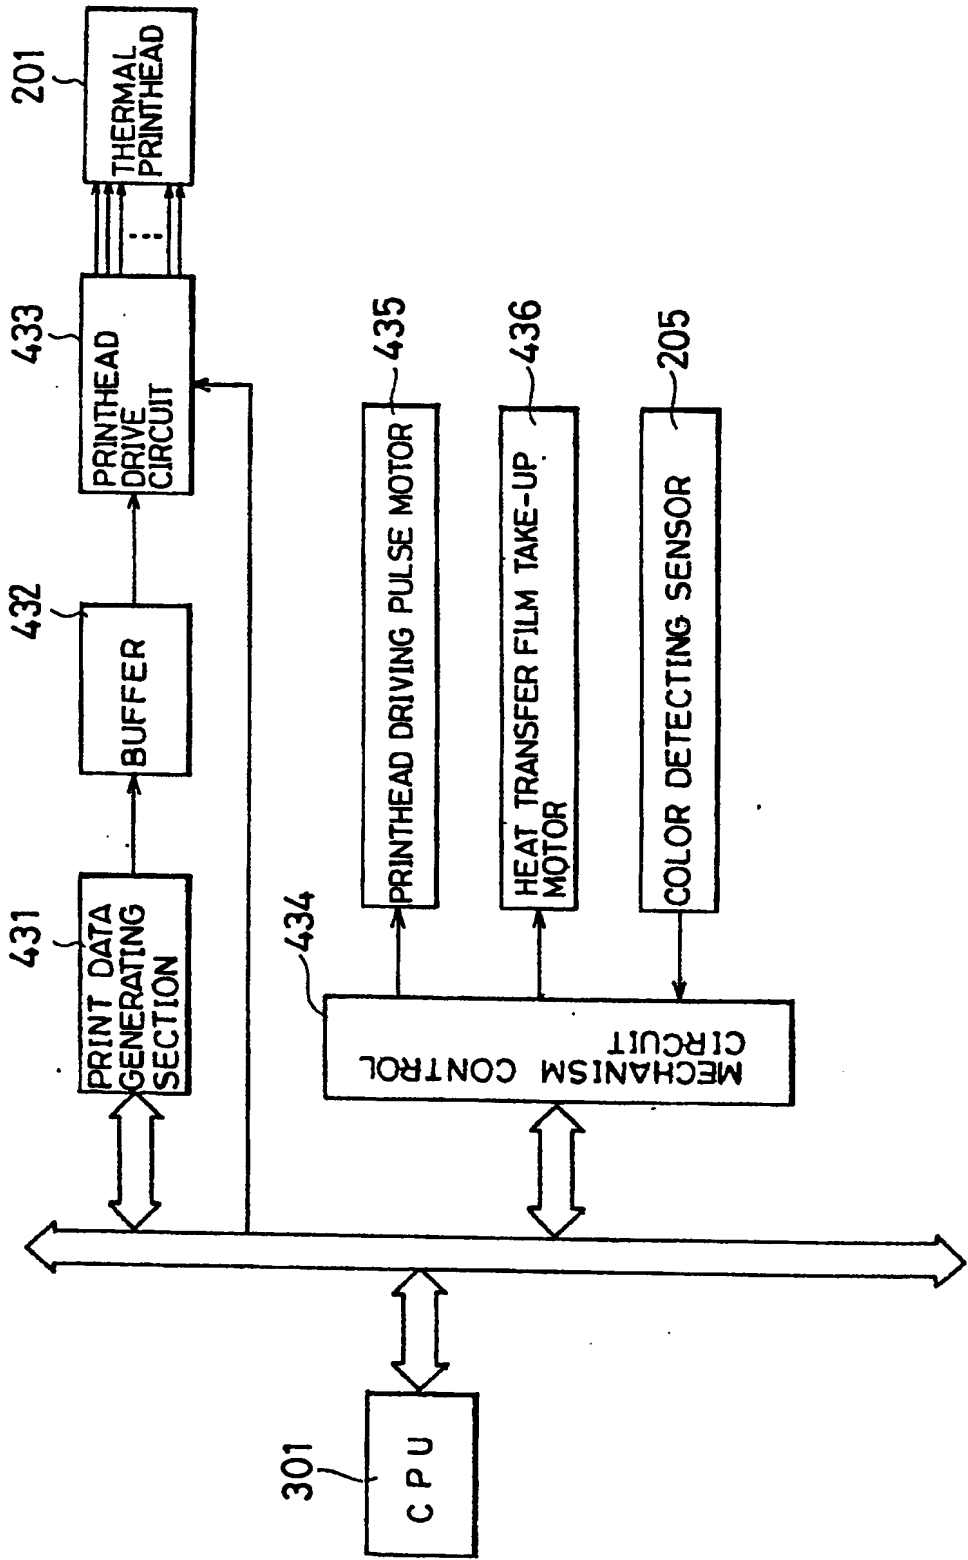 301
CPU
431
PRINT DATA
GENERATING
SECTION
432
BUFFER
433
PRINTHEAD
DRIVE
CIRCUIT
201
THERMAL
PRINTHEAD
434
MECHANISM CONTROL
CIRCUIT
435
PRINTHEAD DRIVING PULSE MOTOR
436
HEAT TRANSFER FILM TAKE-UP
MOTOR
205
COLOR DETECTING SENSOR